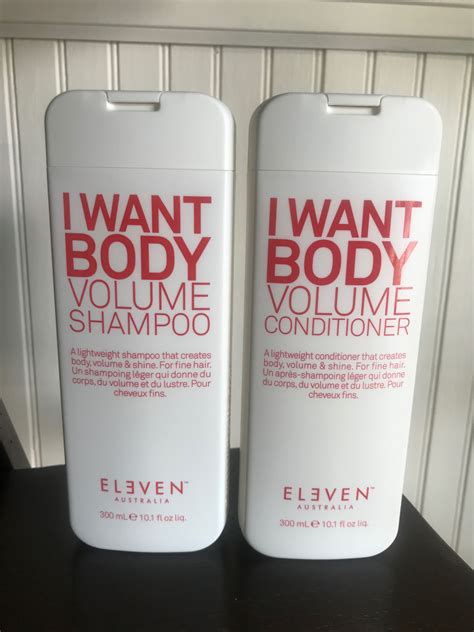 I WANT
BODY
VOLUME
SHAMPOO
A lightweight shampoo that creates
body, volume & shine. For fine hair.
Un shampoing léger qui donne du
corps, du volume et du lustre. Pour
cheveux fins.
ELEVEN™
AUSTRALIA
300 mL ℮ 10.1 fl oz liq.
I WANT
BODY
VOLUME
CONDITIONER
A lightweight conditioner that creates
body, volume & shine. For fine hair.
Un après-shampoing léger qui donne
du corps, du volume et du lustre. Pour
cheveux fins.
ELEVEN™
AUSTRALIA
300 mL ℮ 10.1 fl oz liq.